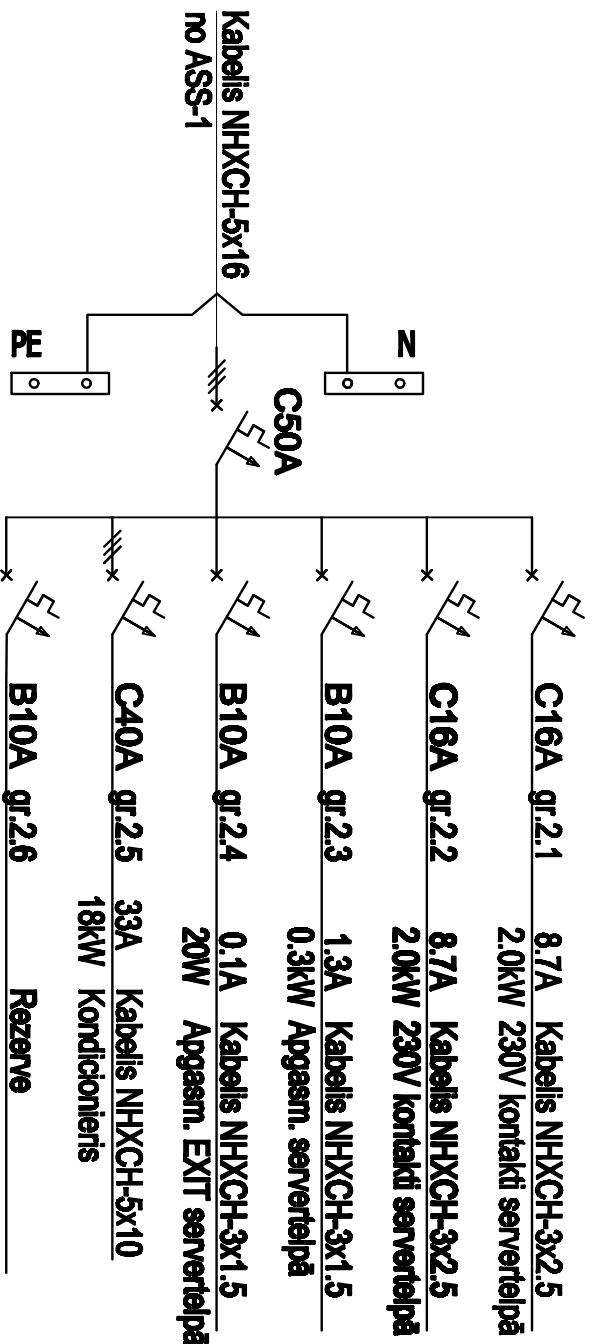 Kabelis NHXCH-5x16
no ASS-1
PE
N
C50A
C16A gr.2.1 8.7A Kabelis NHXCH-3x2.5
2.0kW 230V kontakti servertelpā
C16A gr.2.2 8.7A Kabelis NHXCH-3x2.5
2.0kW 230V kontakti servertelpā
B10A gr.2.3 1.3A Kabelis NHXCH-3x1.5
0.3kW Apgasm. servertelpā
B10A gr.2.4 0.1A Kabelis NHXCH-3x1.5
20W Apgasm. EXIT servertelpā
C40A gr.2.5 33A Kabelis NHXCH-5x10
18kW Kondicionieris
B10A gr.2.6 Rezerve